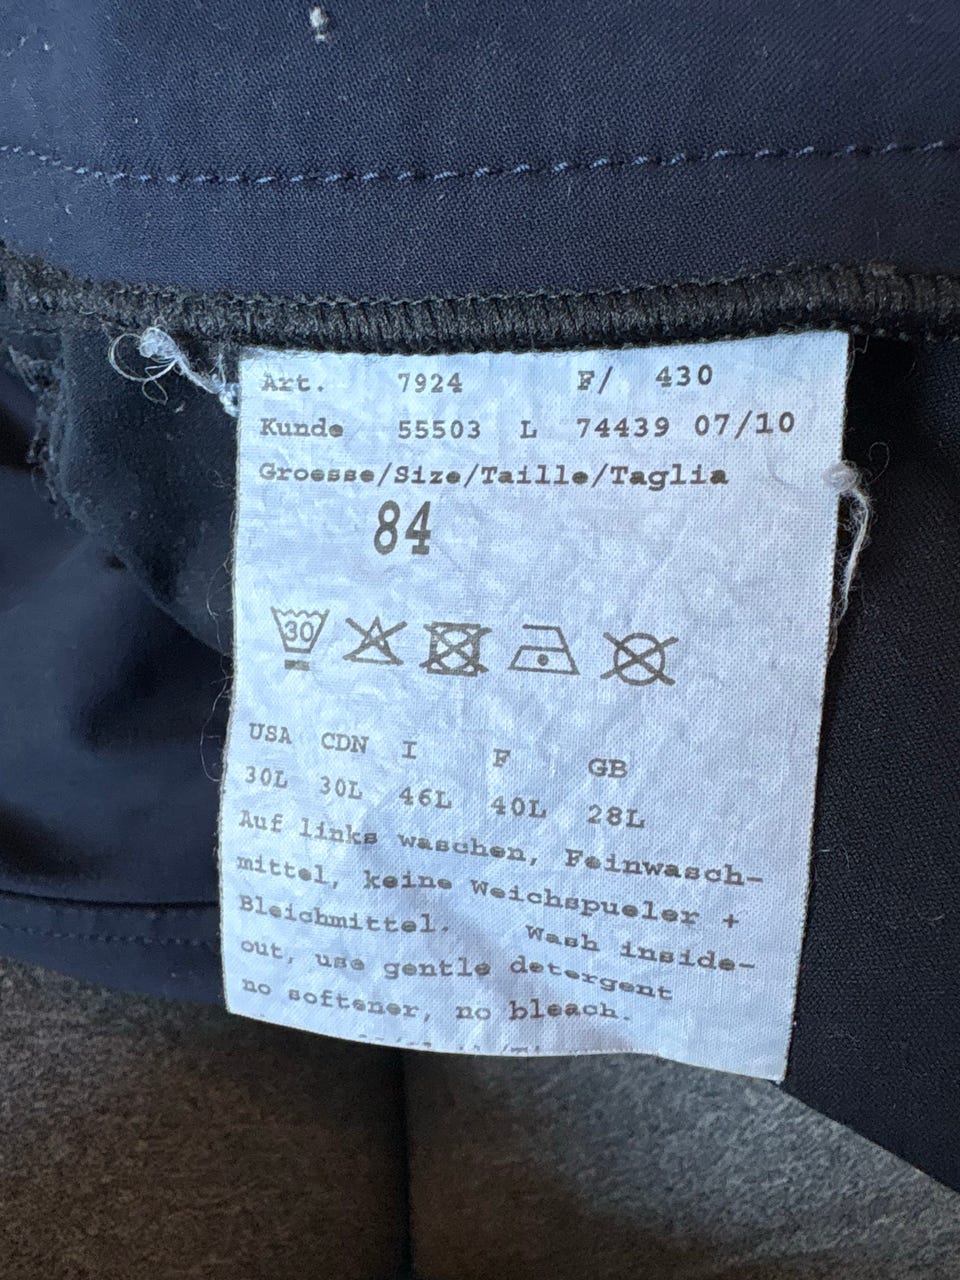 Art. 7924 F/ 430
Kunde 55503 L 74439 07/10
Groesse/Size/Taille/Taglia
84
30
USA CDN I F GB
30L 30L 46L 40L 28L
Auf links waschen, Feinwasch-
mittel, keine Weichspueler +
Bleichmittel. Wash inside-
out, use gentle detergent
no softener, no bleach.